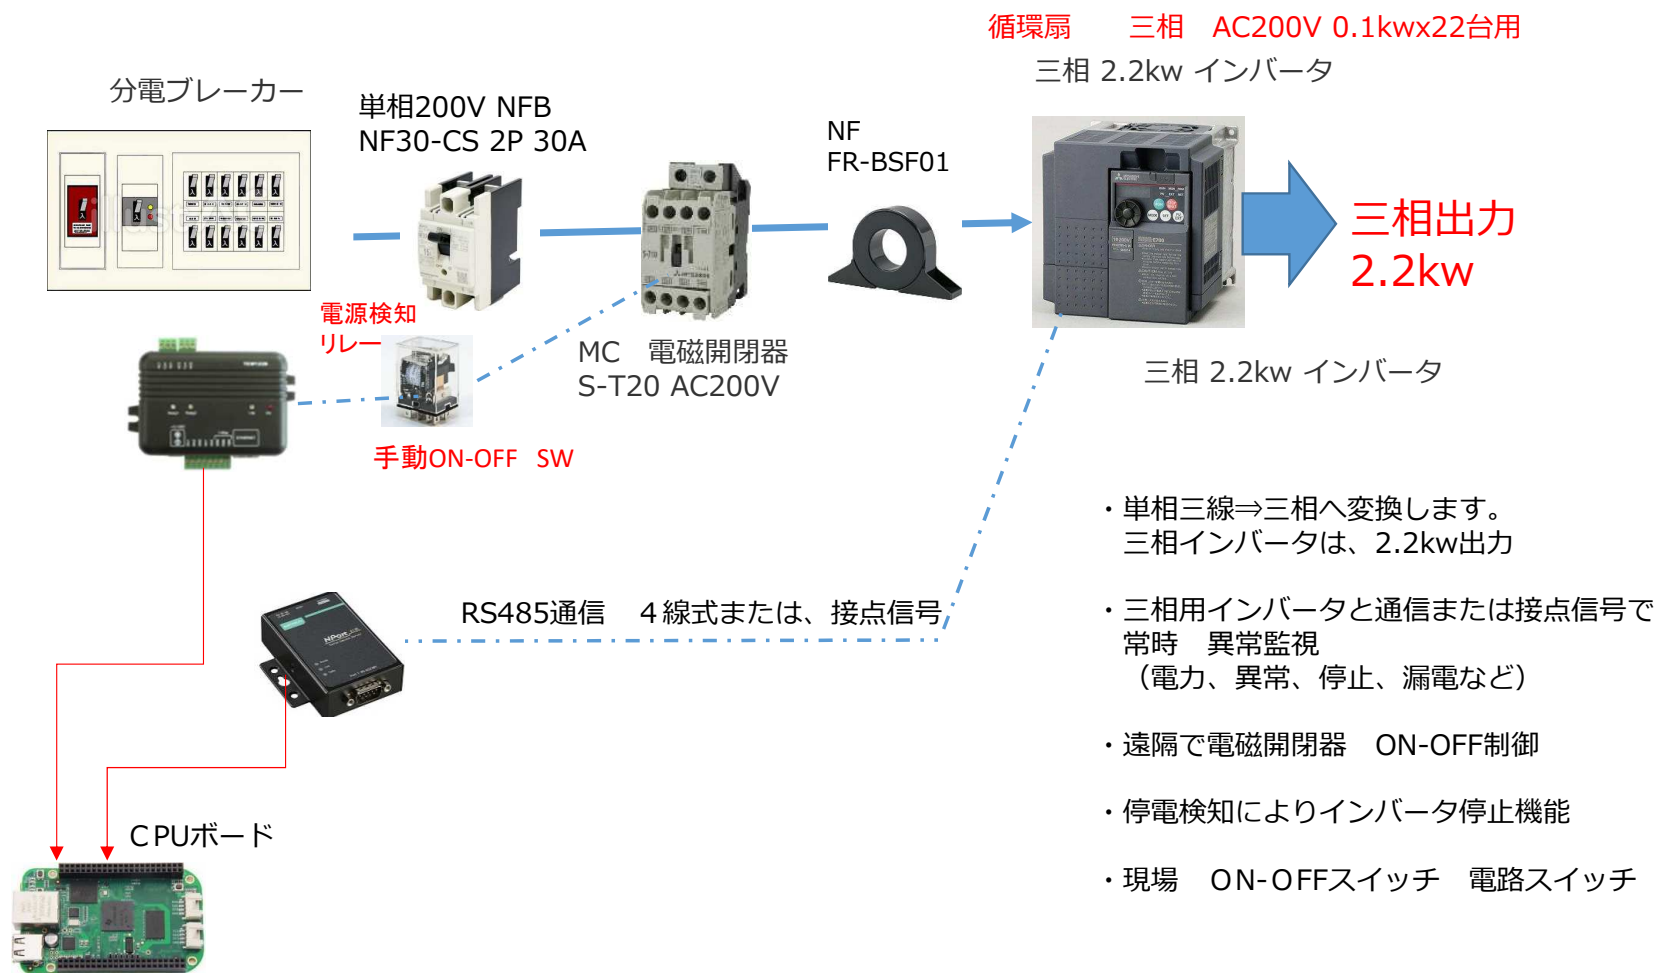 循環扇　　三相　AC200V 0.1kwx22台用
三相 2.2kw インバータ
分電ブレーカー
単相200V NFB
NF30-CS 2P 30A
NF
FR-BSF01
三相出力
2.2kw
電源検知
リレー
MC　電磁開閉器
S-T20 AC200V
三相 2.2kw インバータ
手動ON-OFF　SW
・単相三線⇒三相へ変換します。
三相インバータは、2.2kw出力
RS485通信　４線式または、接点信号
・三相用インバータと通信または接点信号で
常時　異常監視
（電力、異常、停止、漏電など）
NPort
・遠隔で電磁開閉器　ON-OFF制御
・停電検知によりインバータ停止機能
ＣPUボード
・現場　ＯN-ＯFFスイッチ　電路スイッチ